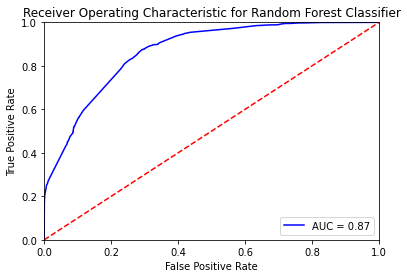 Receiver Operating Characteristic for Random Forest Classifier
True Positive Rate
1.0
0.8
0.6
0.4
0.2
0.0
AUC = 0.87
0.0 0.2 0.4 0.6 0.8 1.0
False Positive Rate